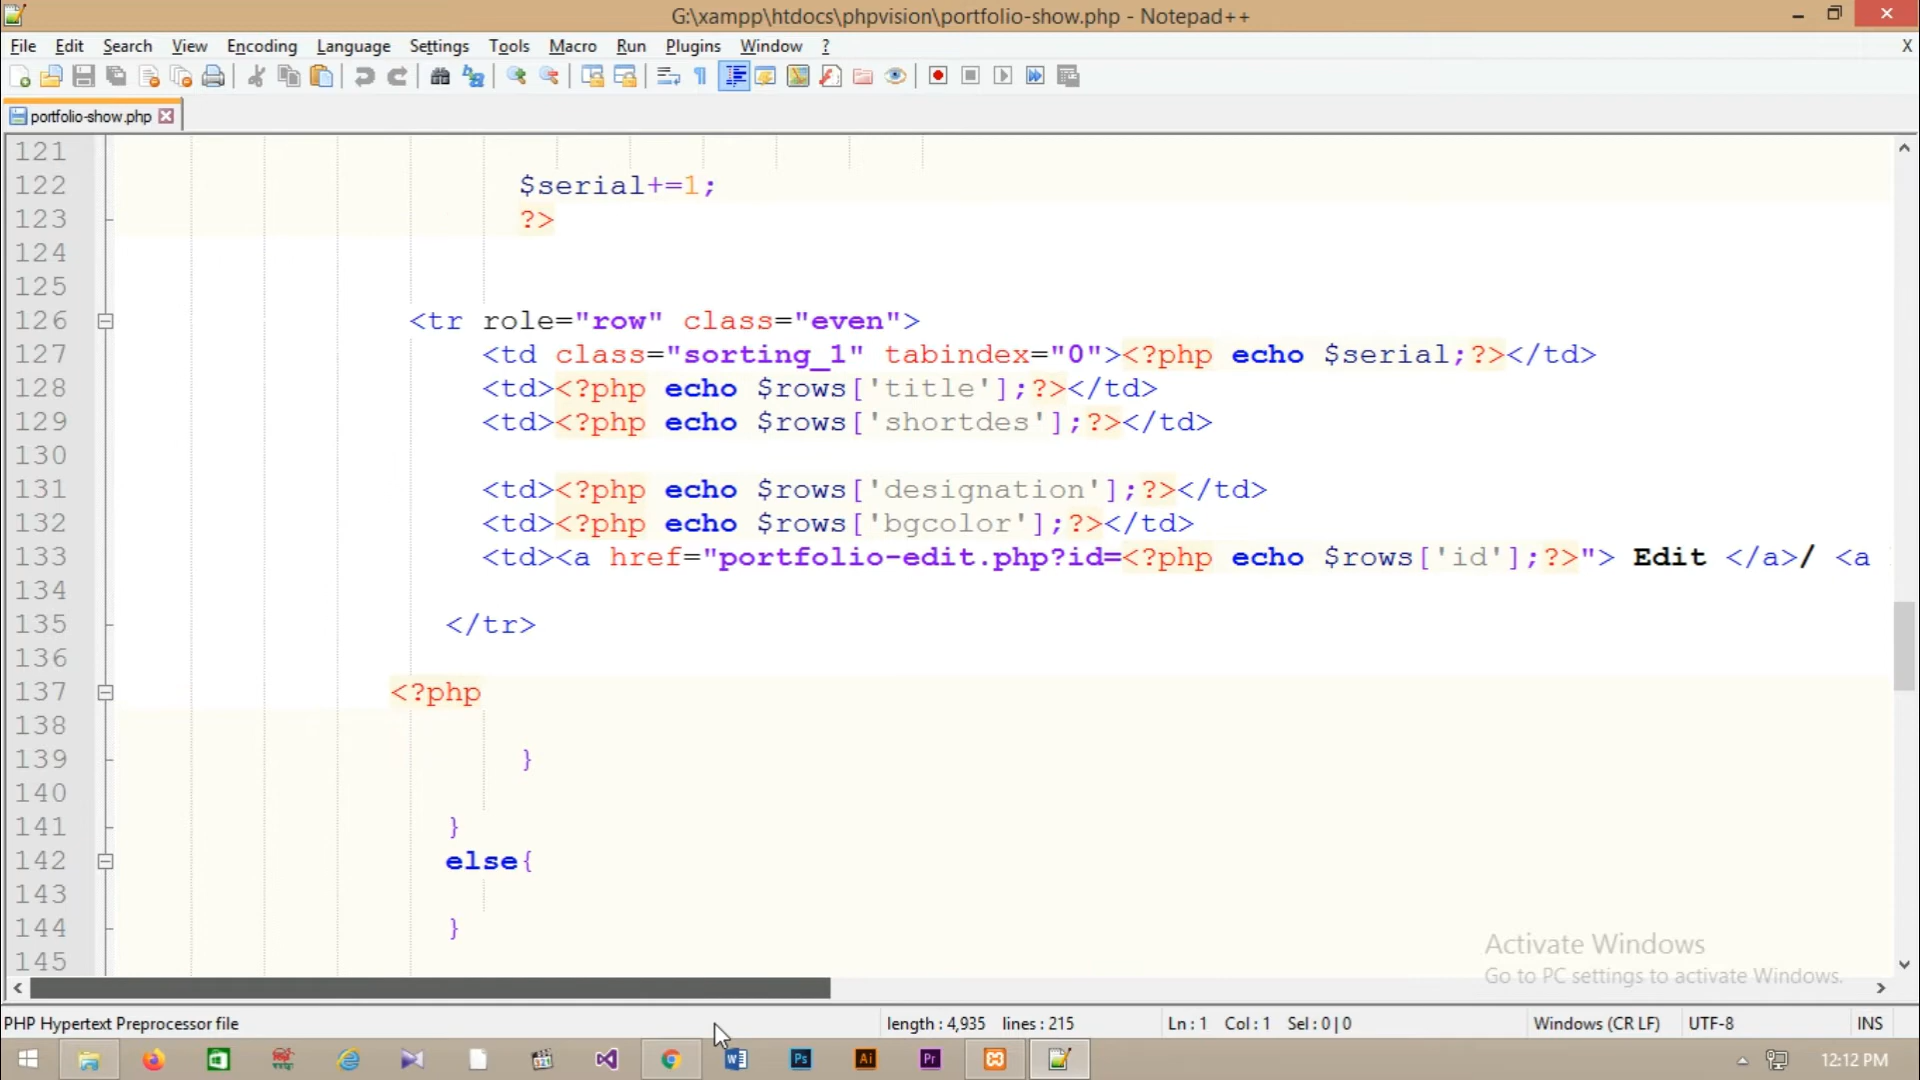 G:\xampp\htdocs\phpvision\portfolio-show.php - Notepad++
File Edit Search View Encoding Language Settings Tools Macro Run Plugins Window ? X
portfolio-show.php
121
122 $serial+=1;
123 ?>
124
125
126 <tr role="row" class="even">
127 <td class="sorting_1" tabindex="0"><?php echo $serial;?></td>
128 <td><?php echo $rows['title'];?></td>
129 <td><?php echo $rows['shortdes'];?></td>
130
131 <td><?php echo $rows['designation'];?></td>
132 <td><?php echo $rows['bgcolor'];?></td>
133 <td><a href="portfolio-edit.php?id=<?php echo $rows['id'];?>"> Edit </a>/ <a
134
135 </tr>
136
137 <?php
138
139 }
140
141 }
142 else{
143
144 }
145
Activate Windows
Go to PC settings to activate Windows.
PHP Hypertext Preprocessor file length : 4,935 lines : 215 Ln : 1 Col : 1 Sel : 0 | 0 Windows (CR LF) UTF-8 INS
W Ps Ai Pr 12:12 PM